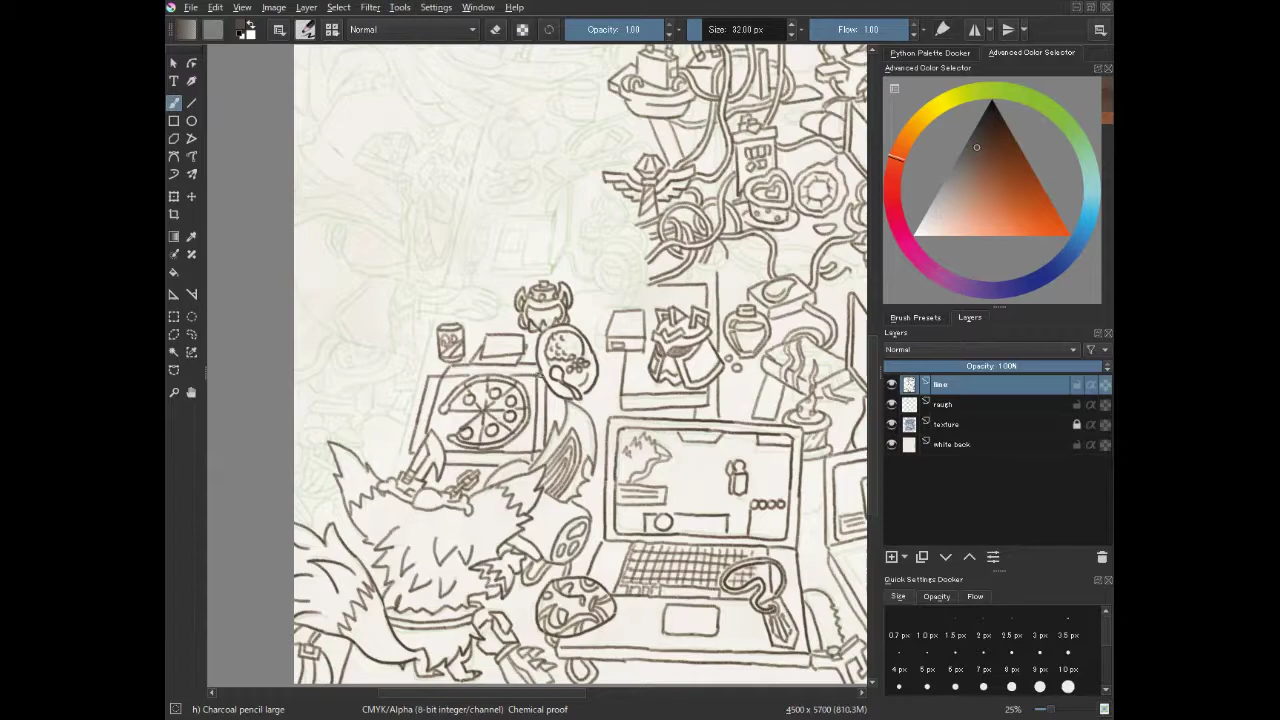 File Edit View Image Layer Select Filter Tools Settings Window Help
Normal
Opacity: 1.00
Size: 32.00 px
Flow: 1.00
Python Palette Docker
Advanced Color Selector
Advanced Color Selector
Brush Presets
Layers
Layers
Normal
Opacity: 100%
line
raugh
texture
white back
Quick Settings Docker
Size
Opacity
Flow
0.7 px 1.0 px 1.5 px 2 px 2.5 px 3 px 3.5 px
4 px 5 px 6 px 7 px 8 px 9 px 10 px
h) Charcoal pencil large
CMYK/Alpha (8-bit integer/channel) Chemical proof
4500 x 5700 (810.3M)
25%